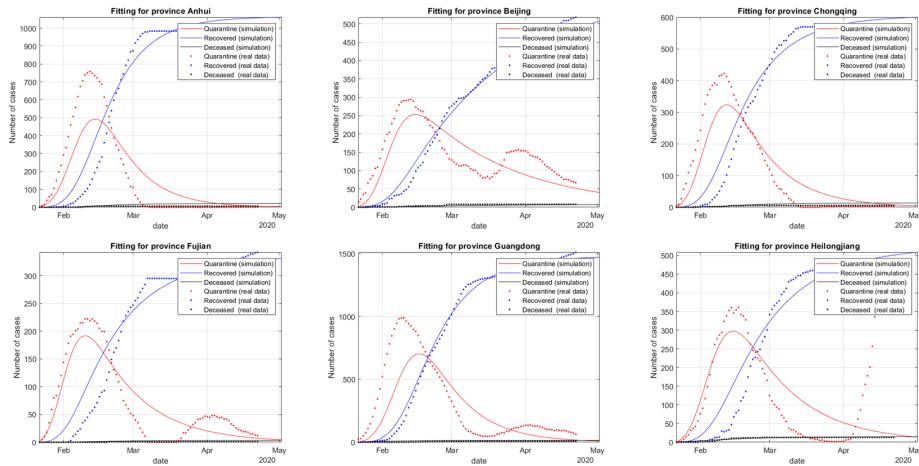 Fitting for province Anhui
1000
900
800
700
600
500
400
300
200
100
0
Number of cases
Quarantine (simulation)
Recovered (simulation)
Deceased (simulation)
Quarantine (real data)
Recovered (real data)
Deceased (real data)
Feb Mar Apr May
date 2020
Fitting for province Beijing
500
450
400
350
300
250
200
150
100
50
0
Number of cases
Quarantine (simulation)
Recovered (simulation)
Deceased (simulation)
Quarantine (real data)
Recovered (real data)
Deceased (real data)
Feb Mar Apr May
date 2020
Fitting for province Chongqing
600
500
400
300
200
100
0
Number of cases
Quarantine (simulation)
Recovered (simulation)
Deceased (simulation)
Quarantine (real data)
Recovered (real data)
Deceased (real data)
Feb Mar Apr May
date 2020
Fitting for province Fujian
300
250
200
150
100
50
0
Number of cases
Quarantine (simulation)
Recovered (simulation)
Deceased (simulation)
Quarantine (real data)
Recovered (real data)
Deceased (real data)
Feb Mar Apr May
date 2020
Fitting for province Guangdong
1500
1000
500
0
Number of cases
Quarantine (simulation)
Recovered (simulation)
Deceased (simulation)
Quarantine (real data)
Recovered (real data)
Deceased (real data)
Feb Mar Apr May
date 2020
Fitting for province Heilongjiang
500
450
400
350
300
250
200
150
100
50
0
Number of cases
Quarantine (simulation)
Recovered (simulation)
Deceased (simulation)
Quarantine (real data)
Recovered (real data)
Deceased (real data)
Feb Mar Apr May
date 2020